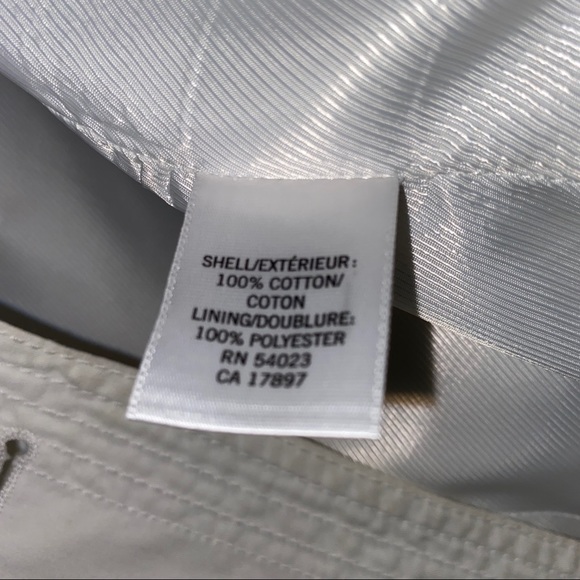 SHELL/EXTÉRIEUR:
100% COTTON/
COTON
LINING/DOUBLURE:
100% POLYESTER
RN 54023
CA 17897